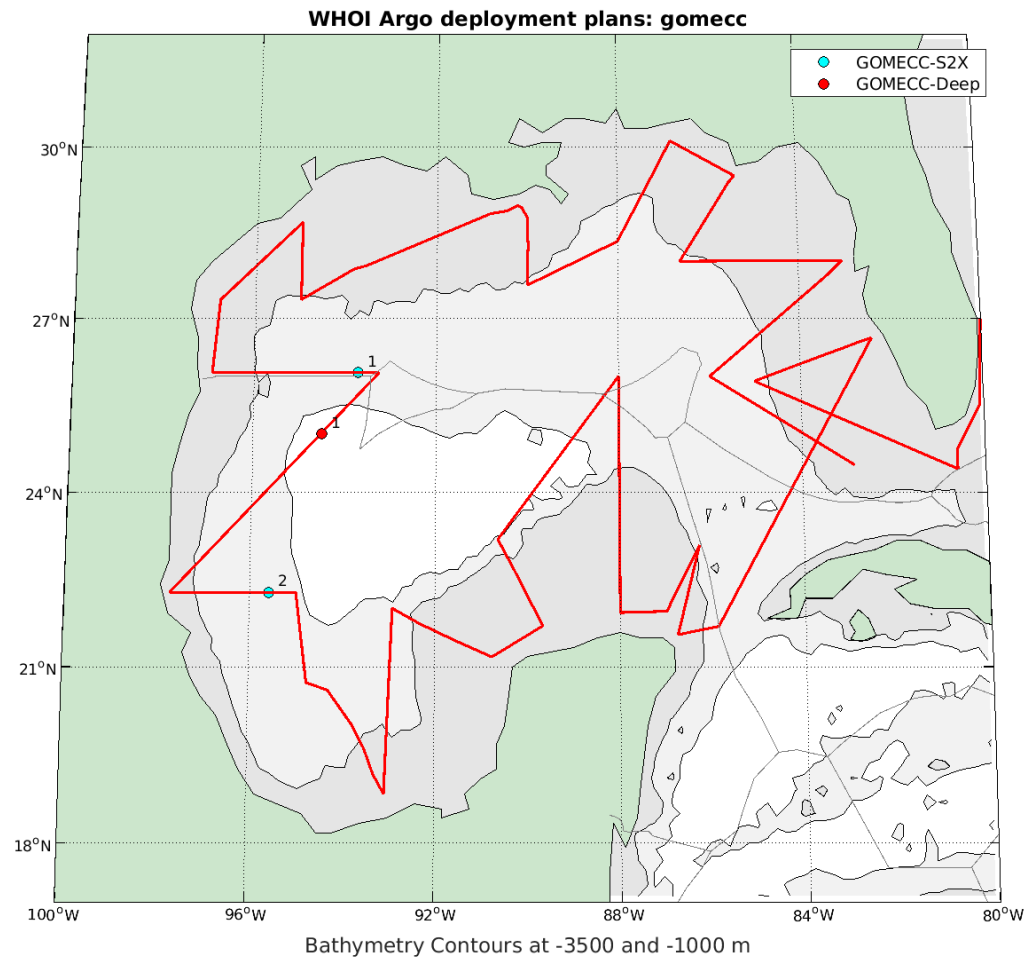 WHOI Argo deployment plans: gomecc
GOMECC-S2X
GOMECC-Deep
30°N
27°N
1
1
24°N
2
21°N
18°N
100°W 96°W 92°W 88°W 84°W 80°W
Bathymetry Contours at -3500 and -1000 m